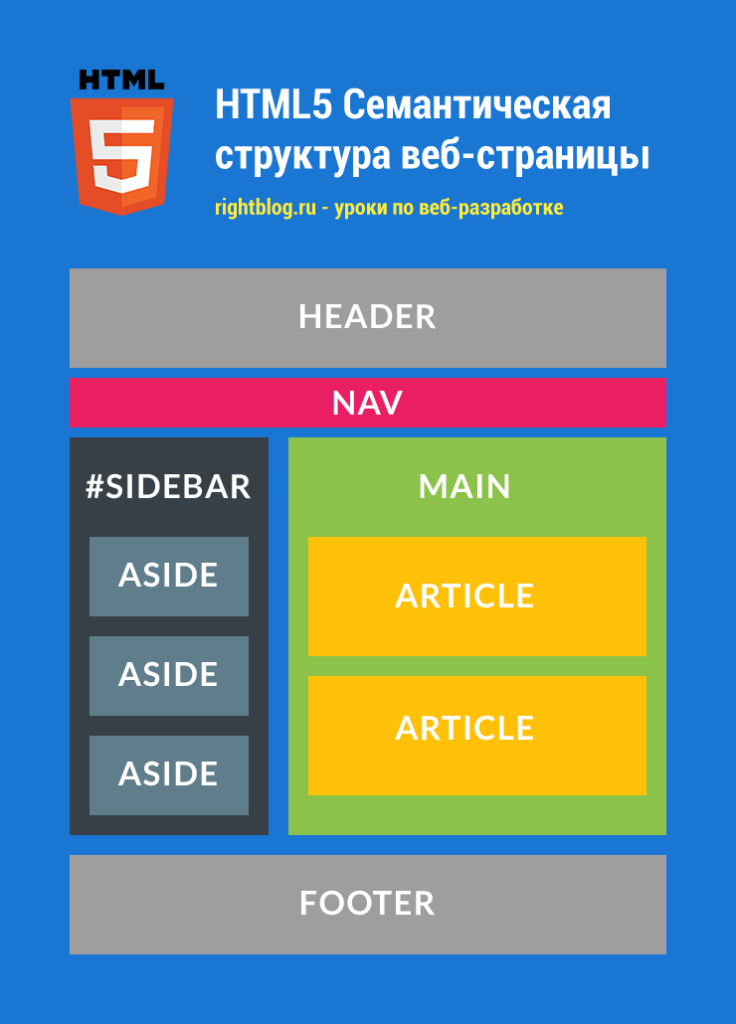 HTML
5
HTML5 Семантическая
структура веб-страницы
rightblog.ru - уроки по веб-разработке
HEADER
NAV
#SIDEBAR
ASIDE
ASIDE
ASIDE
MAIN
ARTICLE
ARTICLE
FOOTER